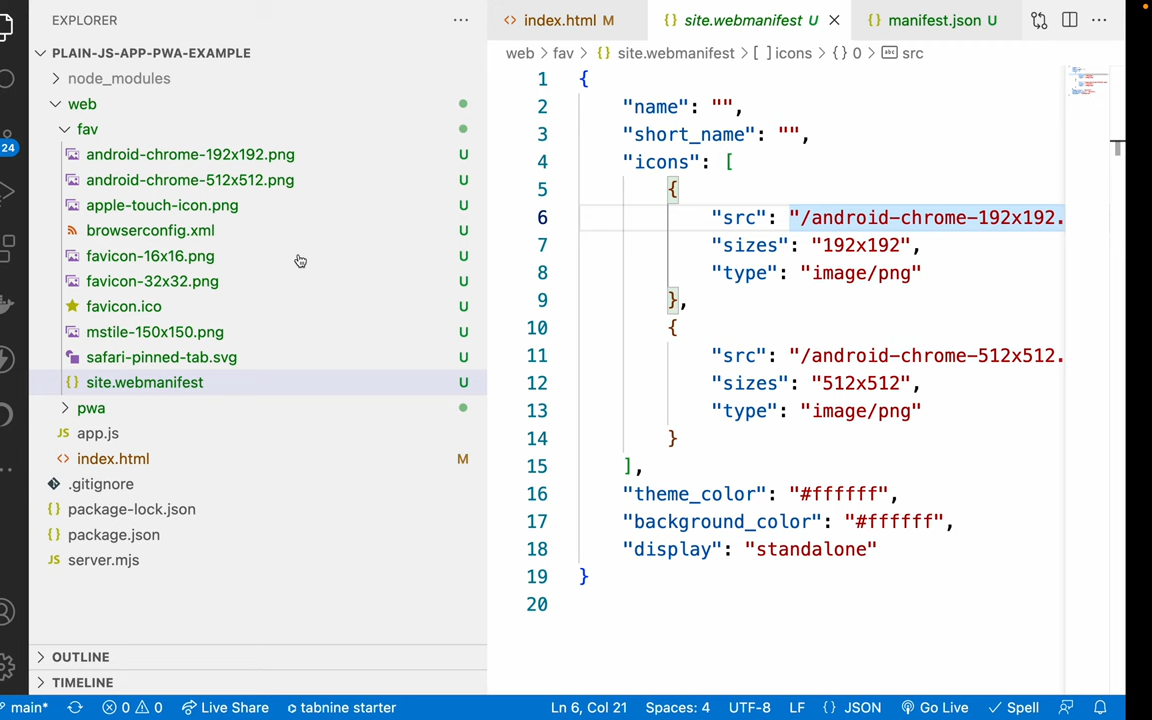 EXPLORER
PLAIN-JS-APP-PWA-EXAMPLE
node_modules
web
fav
android-chrome-192x192.png U
android-chrome-512x512.png U
apple-touch-icon.png U
browserconfig.xml U
favicon-16x16.png U
favicon-32x32.png U
favicon.ico U
mstile-150x150.png U
safari-pinned-tab.svg U
{} site.webmanifest U
pwa
JS app.js
<> index.html M
.gitignore
{} package-lock.json
{} package.json
JS server.mjs
OUTLINE
TIMELINE
24
<> index.html M
{} site.webmanifest U
{} manifest.json U
web > fav > {} site.webmanifest > [ ] icons > {} 0 > abc src
1 {
2 "name": "",
3 "short_name": "",
4 "icons": [
5 {
6 "src": "/android-chrome-192x192.
7 "sizes": "192x192",
8 "type": "image/png"
9 },
10 {
11 "src": "/android-chrome-512x512.
12 "sizes": "512x512",
13 "type": "image/png"
14 }
15 ],
16 "theme_color": "#ffffff",
17 "background_color": "#ffffff",
18 "display": "standalone"
19 }
20
main* 0 0 Live Share tabnine starter Ln 6, Col 21 Spaces: 4 UTF-8 LF {} JSON Go Live Spell